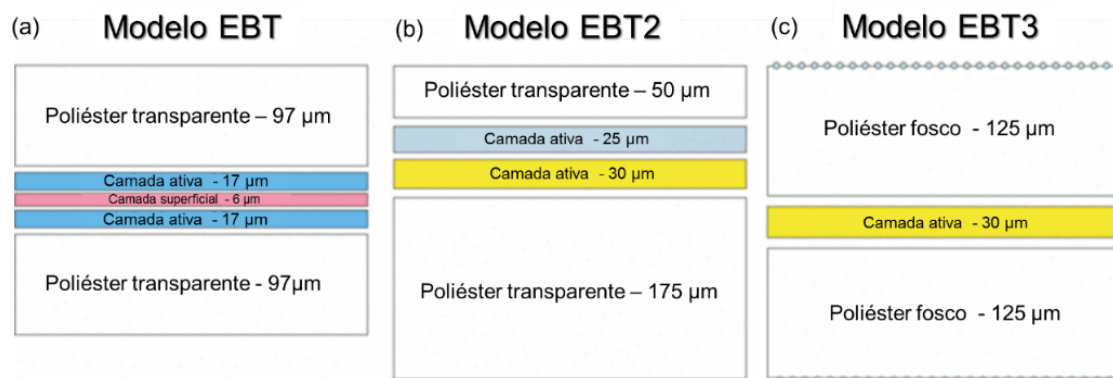 (a) Modelo EBT
Poliéster transparente – 97 µm
Camada ativa - 17 µm
Camada superficial - 6 µm
Camada ativa - 17 µm
Poliéster transparente - 97µm
(b) Modelo EBT2
Poliéster transparente – 50 µm
Camada ativa - 25 µm
Camada ativa - 30 µm
Poliéster transparente – 175 µm
(c) Modelo EBT3
Poliéster fosco - 125 µm
Camada ativa - 30 µm
Poliéster fosco - 125 µm